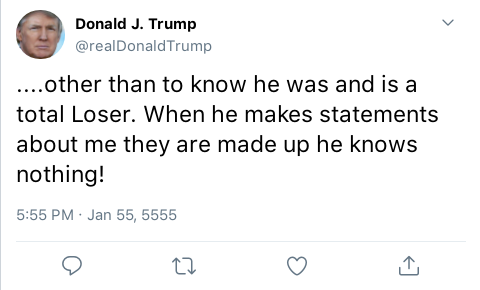 Donald J. Trump
@realDonaldTrump
....other than to know he was and is a
total Loser. When he makes statements
about me they are made up he knows
nothing!
5:55 PM · Jan 55, 5555